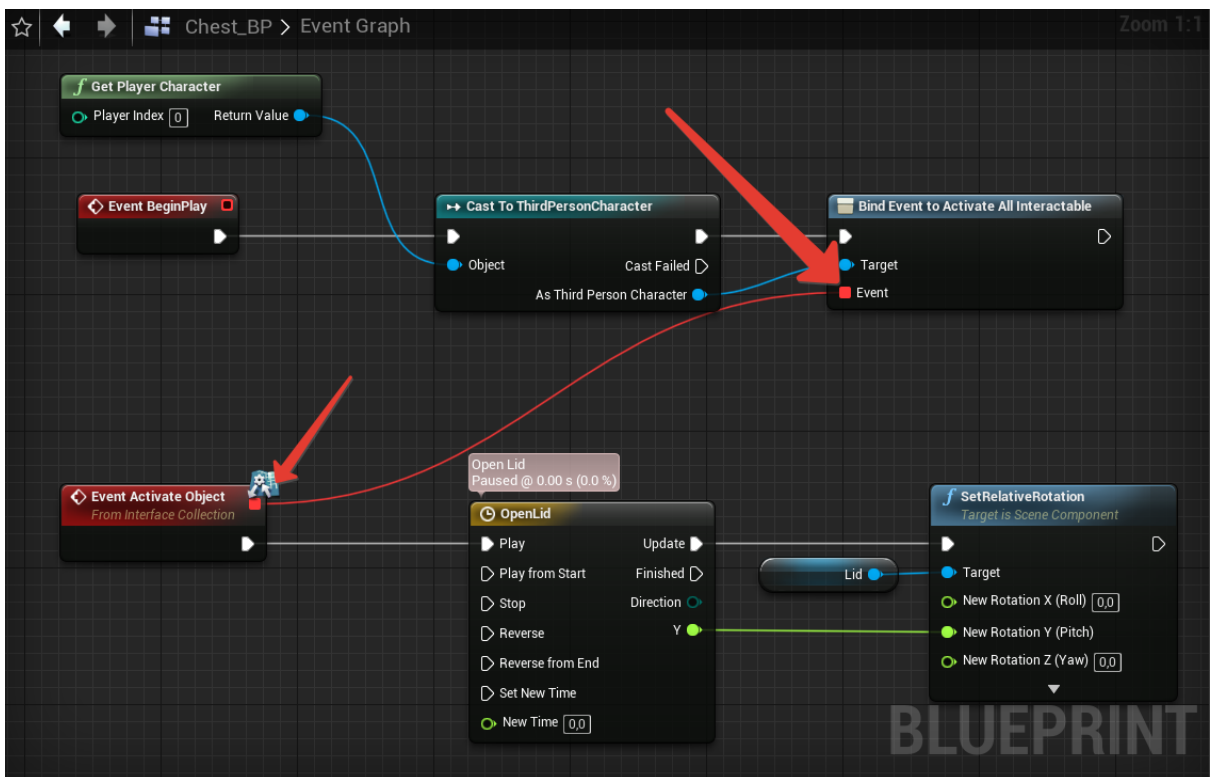 Chest_BP > Event Graph
Zoom 1:1
f Get Player Character
Player Index 0 Return Value
Event BeginPlay
Cast To ThirdPersonCharacter
Object
Cast Failed
As Third Person Character
Bind Event to Activate All Interactable
Target
Event
Event Activate Object
From Interface Collection
Open Lid
Paused @ 0.00 s (0.0 %)
OpenLid
Play Update
Play from Start Finished
Stop Direction
Reverse Y
Reverse from End
Set New Time
New Time 0,0
Lid
f SetRelativeRotation
Target is Scene Component
Target
New Rotation X (Roll) 0,0
New Rotation Y (Pitch)
New Rotation Z (Yaw) 0,0
BLUEPRINT